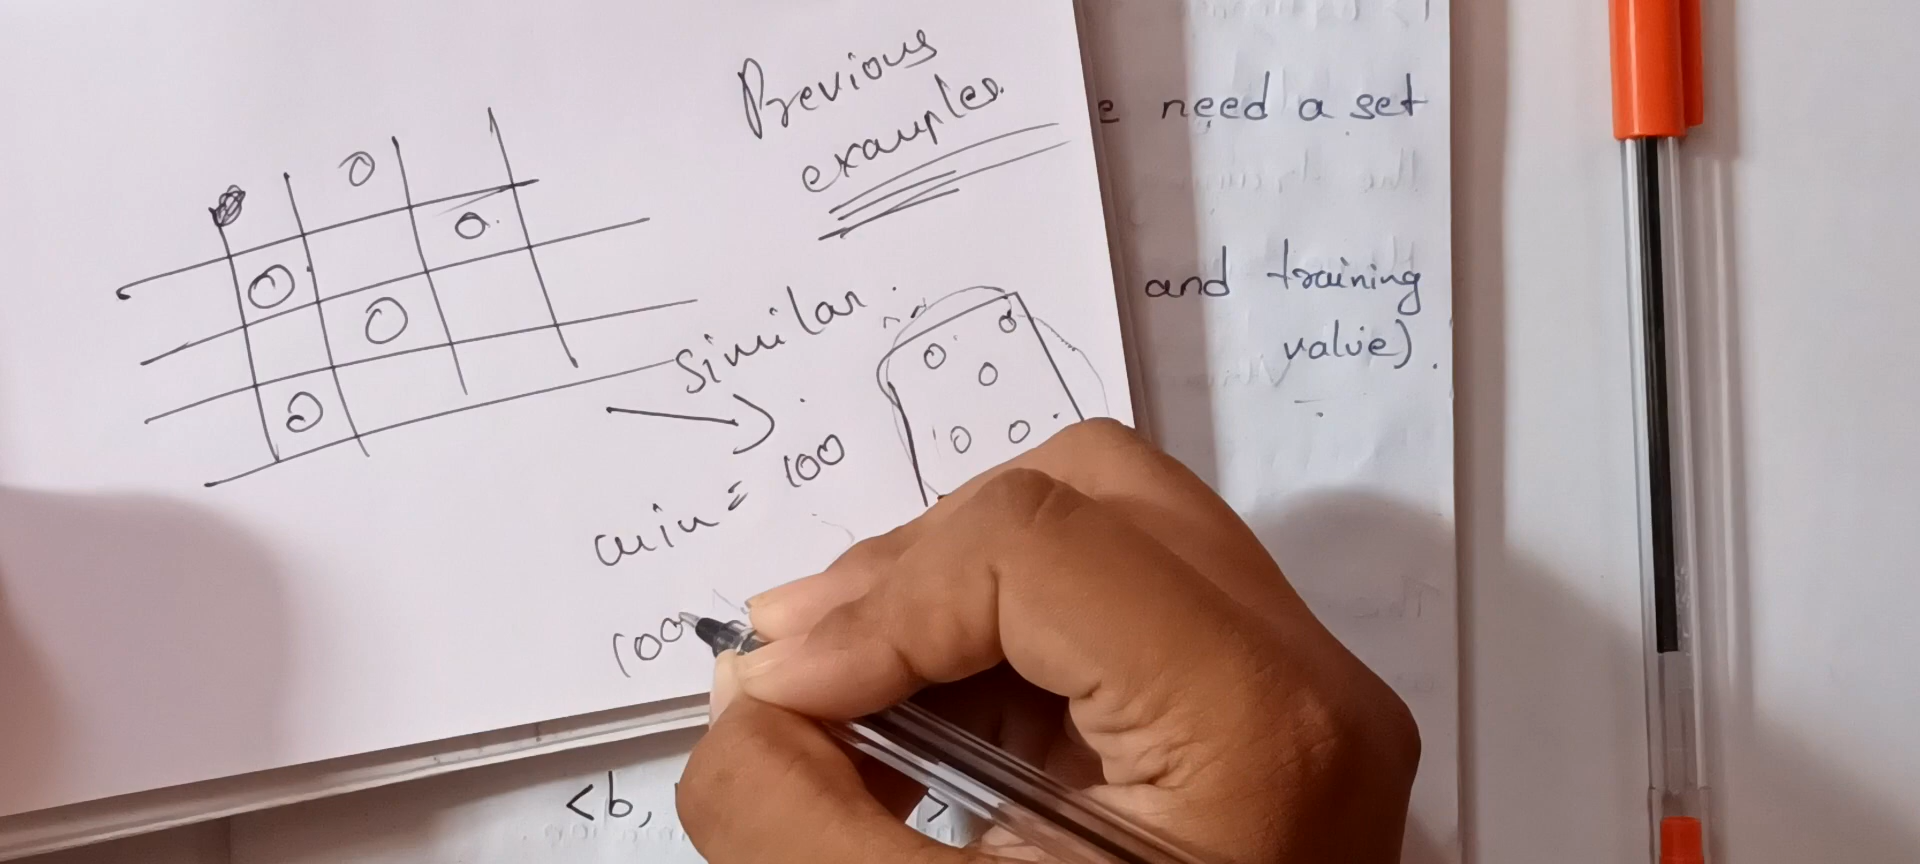 Previous
examples.
e need a set
and training
value).
Similar
min = 100
100
<b,
>